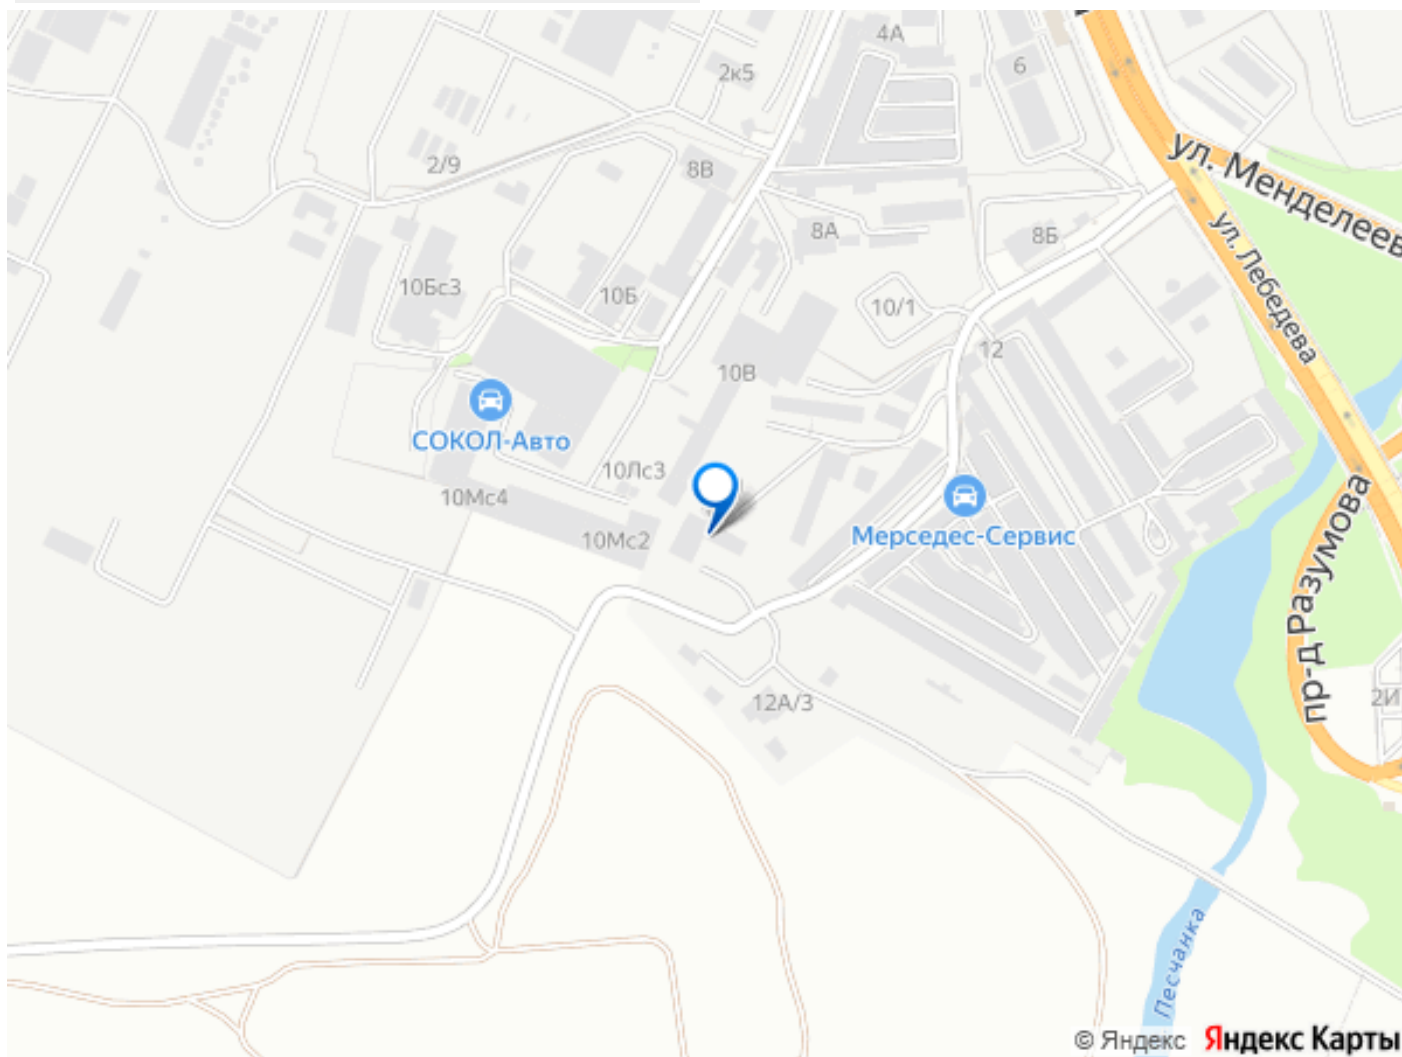 4А
6
2к5
ул. Менделеев
2/9
8В
8А
8Б
ул. Лебедева
10Бс3
10Б
10/1
12
10В
СОКОЛ-Авто
10Лс3
10Мс4
Мерседес-Сервис
10Мс2
пр-д Разумова
12А/3
2И
Песчанка
© Яндекс Яндекс Карты